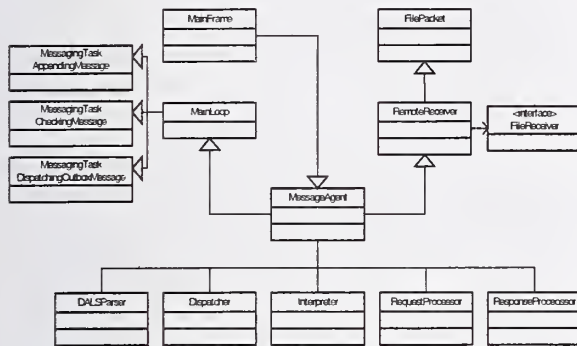 MainFrame
FilePacket
MessagingTask
AppendingMessage
MessagingTask
CheckingMessage
MainLoop
RemoteReceiver
<interface>
FileReceiver
MessagingTask
DispatchingOutboxMessage
MessageAgent
DALSParser
Dispatcher
Interpreter
RequestProcessor
ResponseProcessor